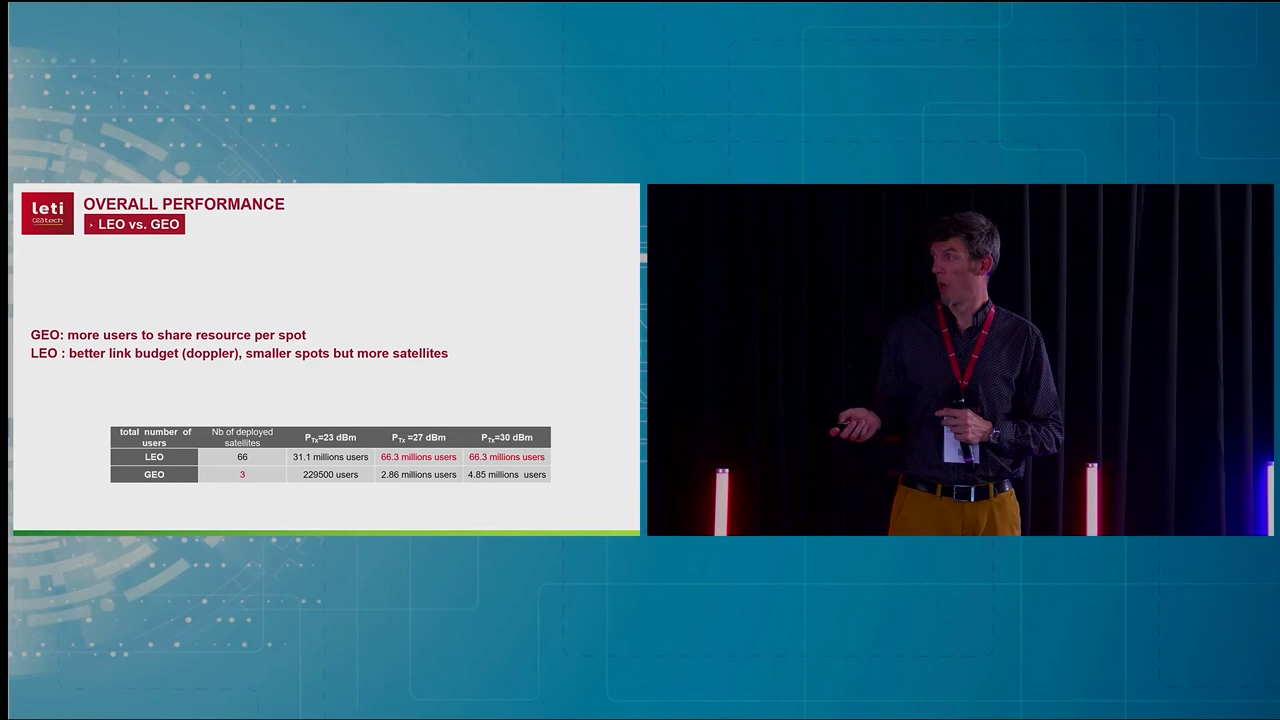 leti
cea tech
OVERALL PERFORMANCE
› LEO vs. GEO
GEO: more users to share resource per spot
LEO : better link budget (doppler), smaller spots but more satellites
total number of users Nb of deployed satellites PTx=23 dBm PTx =27 dBm PTx=30 dBm
LEO 66 31.1 millions users 66.3 millions users 66.3 millions users
GEO 3 229500 users 2.86 millions users 4.85 millions users